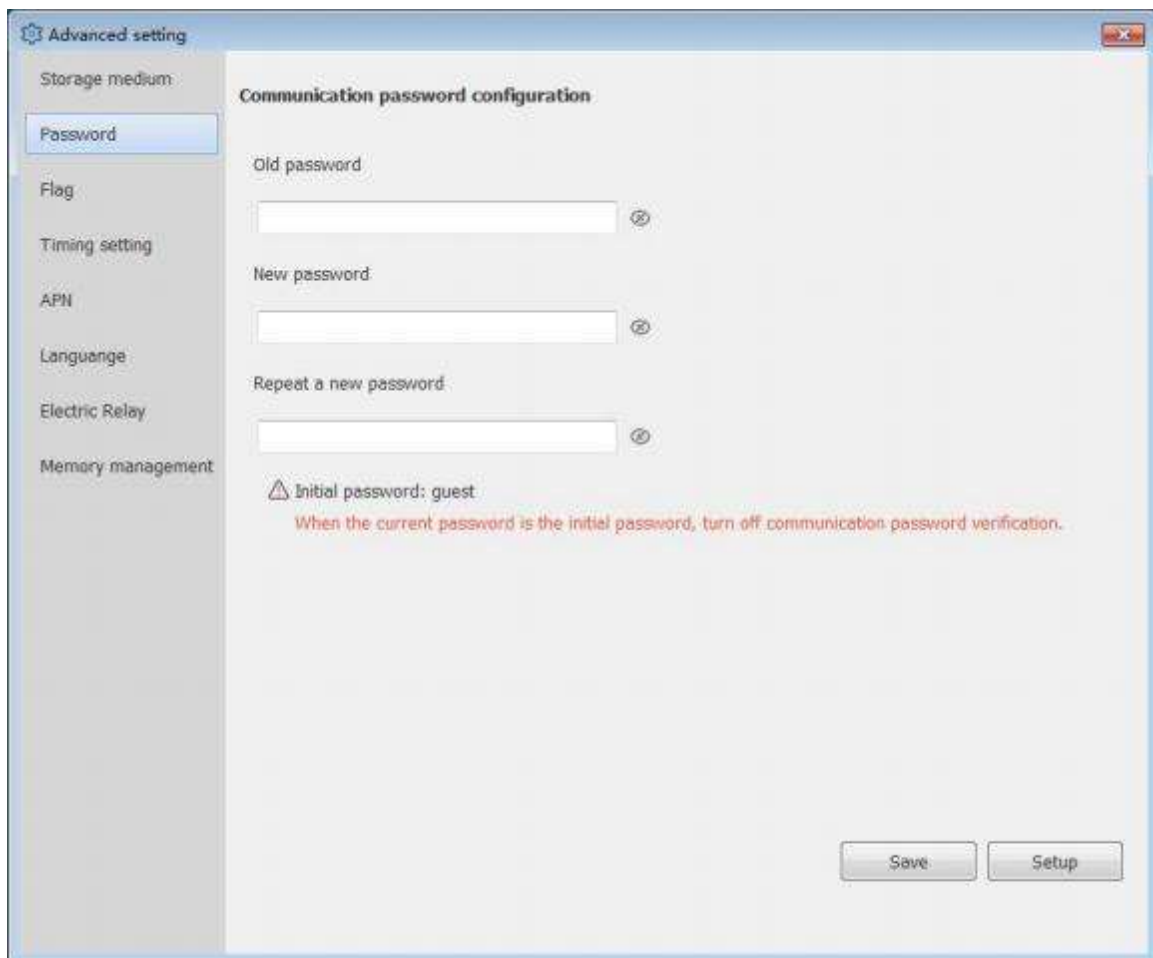 Advanced setting
Storage medium
Password
Flag
Timing setting
APN
Languange
Electric Relay
Memory management
Communication password configuration
Old password
New password
Repeat a new password
Initial password: guest
When the current password is the initial password, turn off communication password verification.
Save
Setup